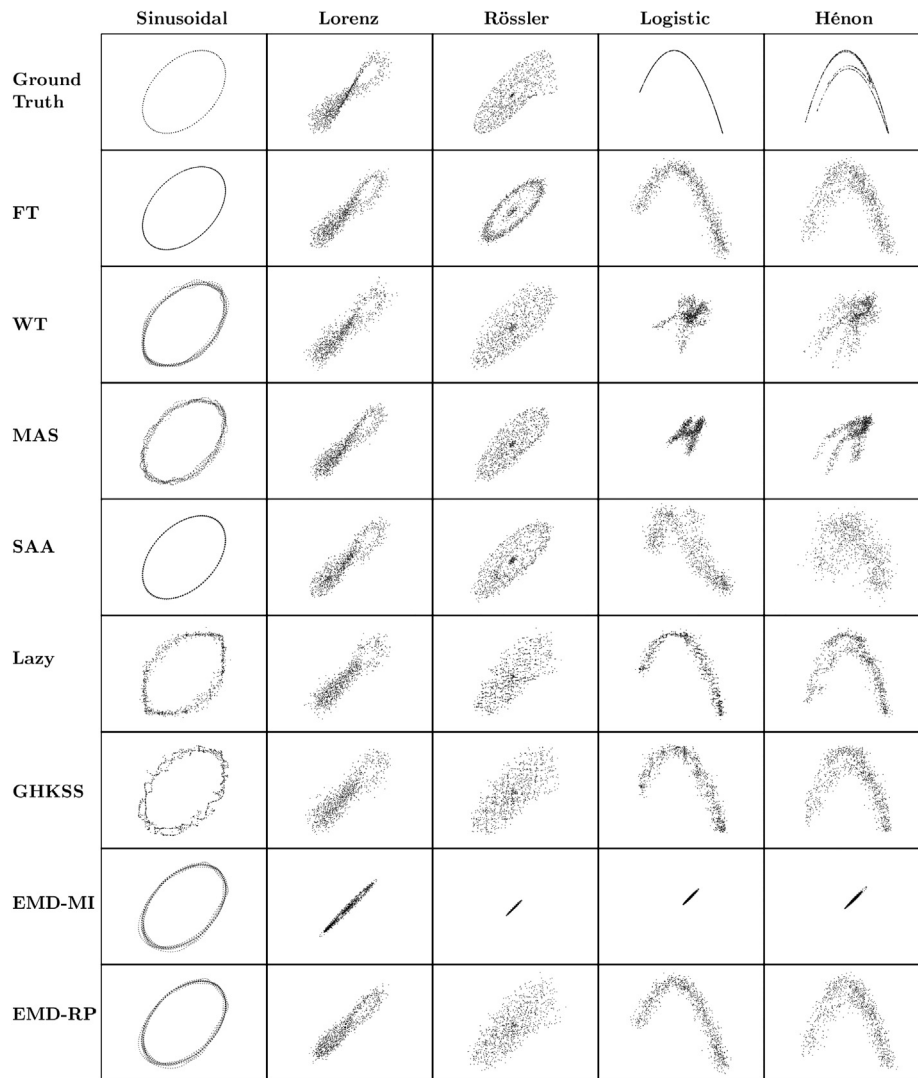 Sinusoidal Lorenz Rössler Logistic Hénon
Ground
Truth
FT
WT
MAS
SAA
Lazy
GHKSS
EMD-MI
EMD-RP